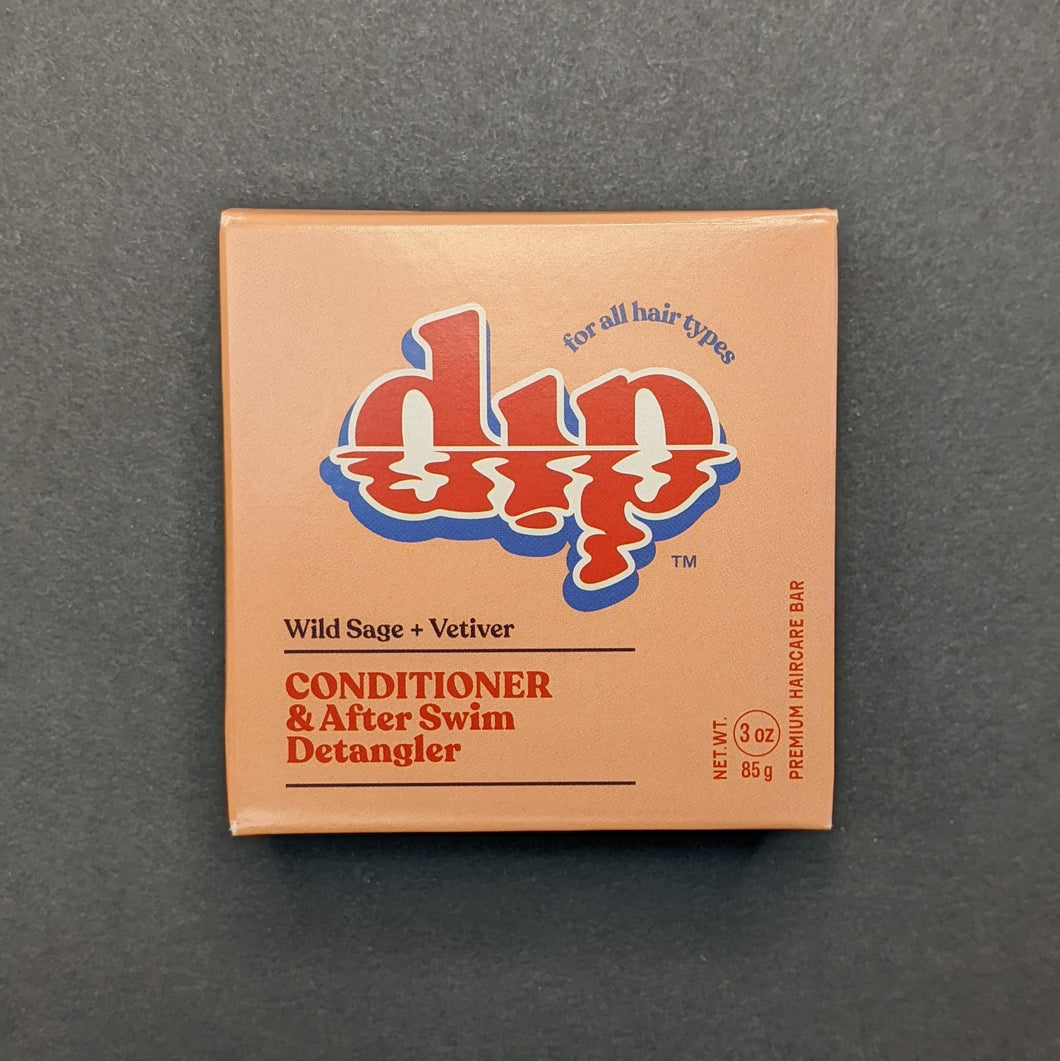 for all hair types
dip
TM
Wild Sage + Vetiver
CONDITIONER
& After Swim
Detangler
NET.WT.
3 oz
85 g
PREMIUM HAIRCARE BAR